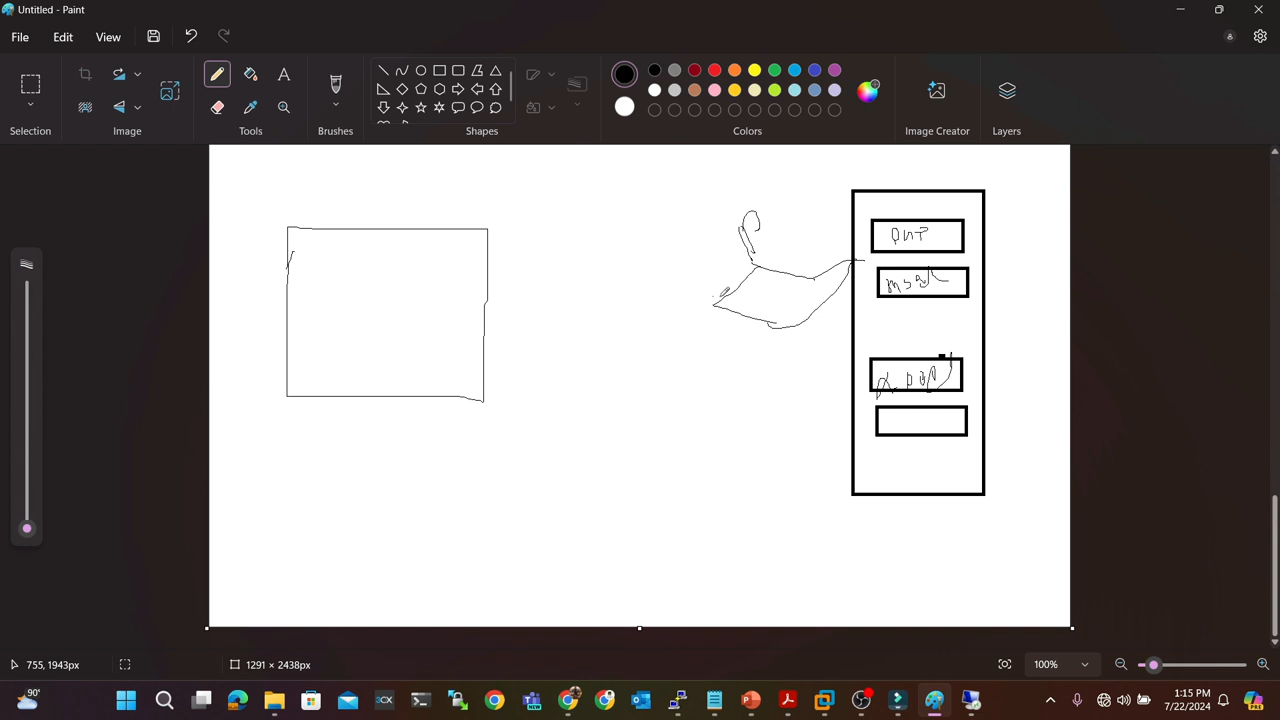 Untitled - Paint
File Edit View
Selection Image Tools Brushes Shapes Colors Image Creator Layers
755, 1943px 1291 × 2438px 100%
90°
NEW
1:15 PM
7/22/2024